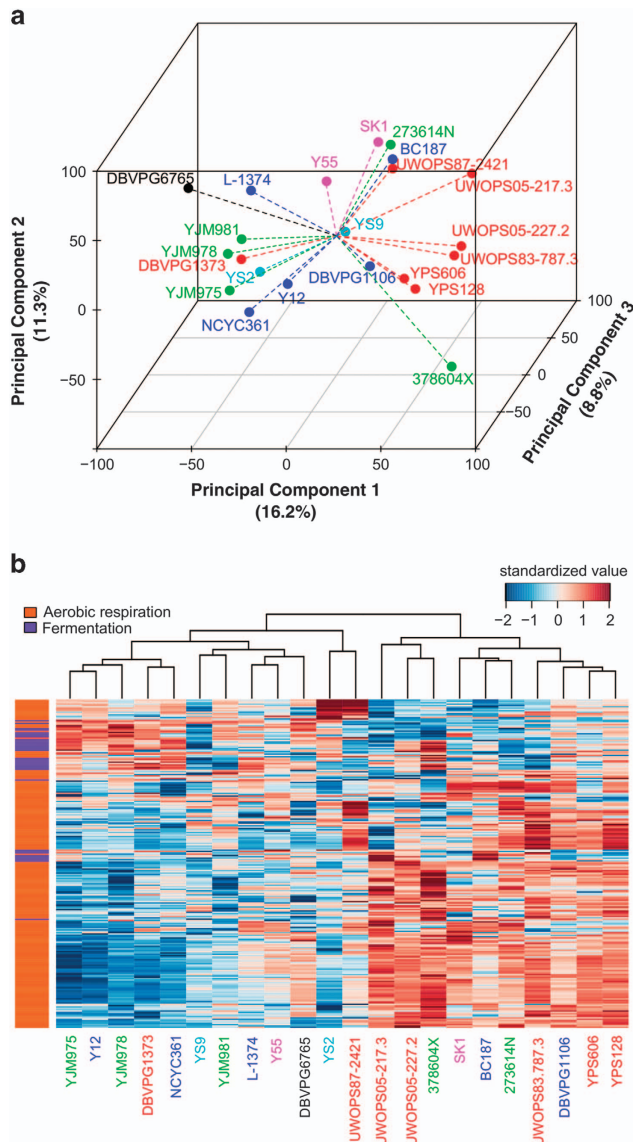 a
SK1
273614N
BC187
UWOPS87-2421
Y55
L-1374
DBVPG6765
UWOPS05-217.3
YS9
UWOPS05-227.2
UWOPS83-787.3
YJM981
YJM978
DBVPG1373
YS2
YJM975
Y12
NCYC361
DBVPG1106
YPS606
YPS128
378604X
100
50
0
−50
Principal Component 2
(11.3%)
−100
−50
0
50
100
Principal Component 1
(16.2%)
100
50
0
−50
Principal Component 3
(8.8%)
b
standardized value
−2 −1 0 1 2
Aerobic respiration
Fermentation
YJM975
Y12
YJM978
DBVPG1373
NCYC361
YS9
YJM981
L-1374
Y55
DBVPG6765
YS2
UWOPS87-2421
UWOPS05-217.3
UWOPS05-227.2
378604X
SK1
BC187
273614N
UWOPS83.787.3
DBVPG1106
YPS606
YPS128